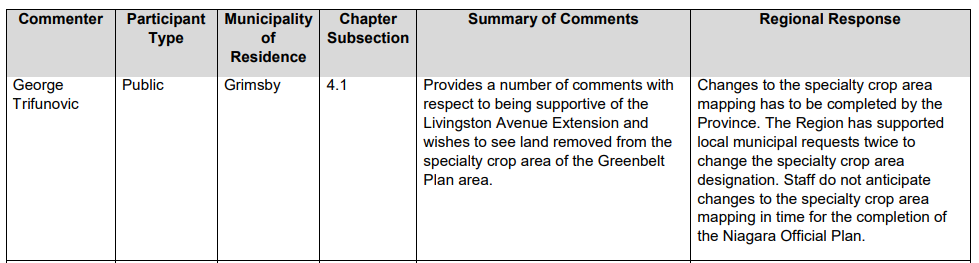 Commenter
Participant
Type
Municipality
of
Residence
Chapter
Subsection
Summary of Comments
Regional Response
George
Trifunovic
Public
Grimsby
4.1
Provides a number of comments with
respect to being supportive of the
Livingston Avenue Extension and
wishes to see land removed from the
specialty crop area of the Greenbelt
Plan area.
Changes to the specialty crop area
mapping has to be completed by the
Province. The Region has supported
local municipal requests twice to
change the specialty crop area
designation. Staff do not anticipate
changes to the specialty crop area
mapping in time for the completion of
the Niagara Official Plan.